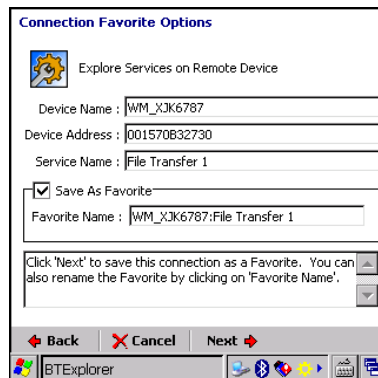 Connection Favorite Options
Explore Services on Remote Device
Device Name : WM_XJK6787
Device Address : 001570B32730
Service Name : File Transfer 1
Save As Favorite
Favorite Name : WM_XJK6787:File Transfer 1
Click 'Next' to save this connection as a Favorite. You can
also rename the Favorite by clicking on 'Favorite Name'.
Back Cancel Next
BTExplorer